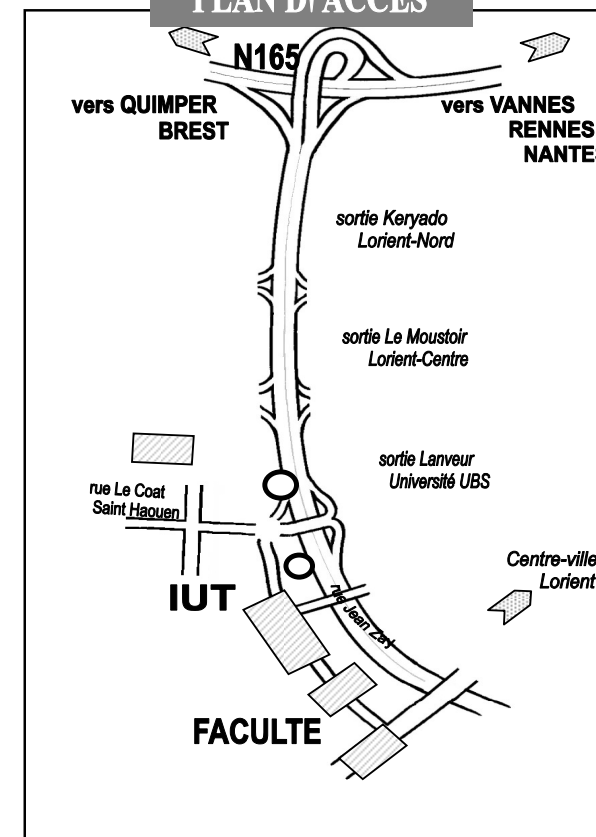 PLAN D'ACCES
N165
vers QUIMPER
BREST
vers VANNES
RENNES
NANTES
sortie Keryado
Lorient-Nord
sortie Le Moustoir
Lorient-Centre
sortie Lanveur
Université UBS
rue Le Coat
Saint Haouen
Centre-ville
Lorient
IUT
rue Jean Zay
FACULTE